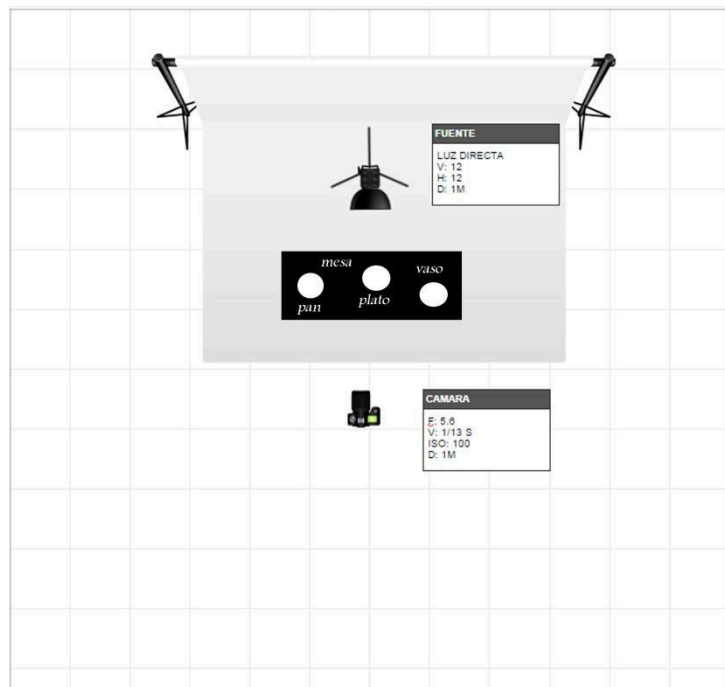 FUENTE
LUZ DIRECTA
V: 12
H: 12
D: 1M
mesa
vaso
plato
pan
CAMARA
F: 5.6
V: 1/13 S
ISO: 100
D: 1M